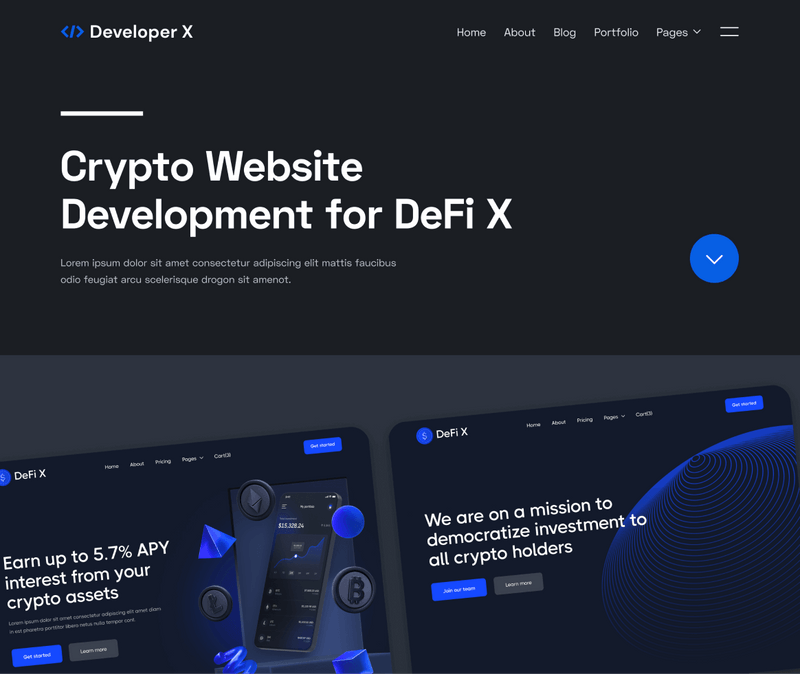 </> Developer X
Home About Blog Portfolio Pages
Crypto Website
Development for DeFi X
Lorem ipsum dolor sit amet consectetur adipiscing elit mattis faucibus
odio feugiat arcu scelerisque drogon sit amenot.
$ DeFi X
Home About Pricing Pages Cart(3)
Get started
Earn up to 5.7% APY
interest from your
crypto assets
Lorem ipsum dolor sit amet consectetur adipiscing elit amet diam
in est pharetra porttitor libero netus nulla tempor cond.
Get started
Learn more
$15,328.24
$ DeFi X
Home About Pricing Pages Cart(3)
Get started
We are on a mission to
democratize investment to
all crypto holders
Join our team
Learn more